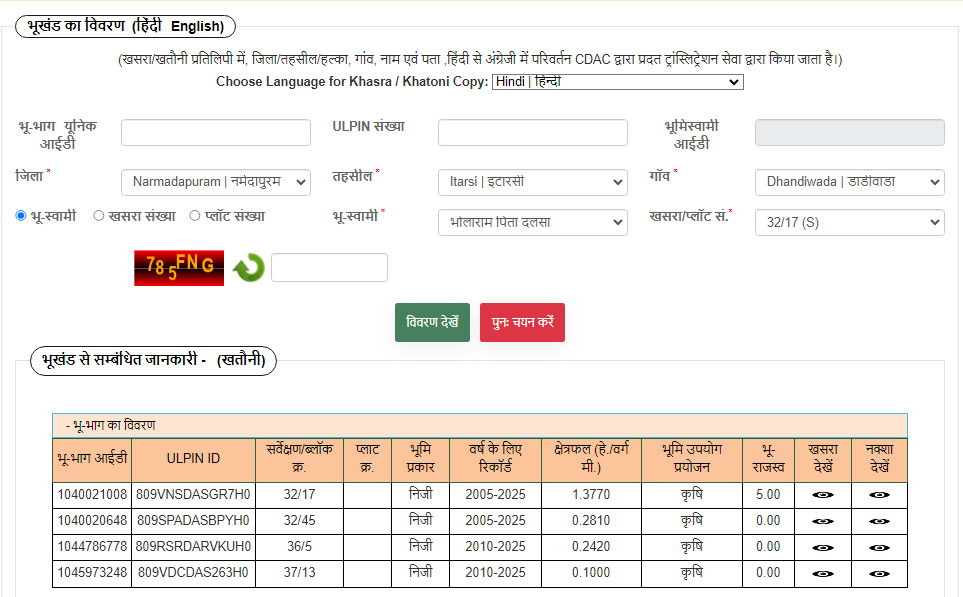 भूखंड का विवरण (हिंदी English)
(खसरा/खतौनी प्रतिलिपी में, जिला/तहसील/हल्का, गांव, नाम एवं पता ,हिंदी से अंग्रेजी में परिवर्तन CDAC द्वारा प्रदत ट्रांस्लिट्रेशन सेवा द्वारा किया जाता है।)
Choose Language for Khasra / Khatoni Copy: Hindi | हिन्दी
भू-भाग यूनिक आईडी ULPIN संख्या भूमिस्वामी आईडी
जिला * Narmadapuram | नर्मदापुरम तहसील * Itarsi | इटारसी गाँव * Dhandiwada | डाडीवाडा
भू-स्वामी खसरा संख्या प्लॉट संख्या भू-स्वामी * भोलाराम पिता दलसा खसरा/प्लॉट सं.* 32/17 (S)
785FNG
विवरण देखें पुनः चयन करें
भूखंड से सम्बंधित जानकारी - (खतौनी)
- भू-भाग का विवरण
भू-भाग आईडी ULPIN ID सर्वेक्षण/ब्लॉक क्र. प्लाट क्र. भूमि प्रकार वर्ष के लिए रिकॉर्ड क्षेत्रफल (हे./वर्ग मी.) भूमि उपयोग प्रयोजन भू-राजस्व खसरा देखें नक्शा देखें
1040021008 809VNSDASGR7H0 32/17 निजी 2005-2025 1.3770 कृषि 5.00
1040020648 809SPADASBPYH0 32/45 निजी 2005-2025 0.2810 कृषि 0.00
1044786778 809RSRDARVKUH0 36/5 निजी 2010-2025 0.2420 कृषि 0.00
1045973248 809VDCDAS263H0 37/13 निजी 2010-2025 0.1000 कृषि 0.00